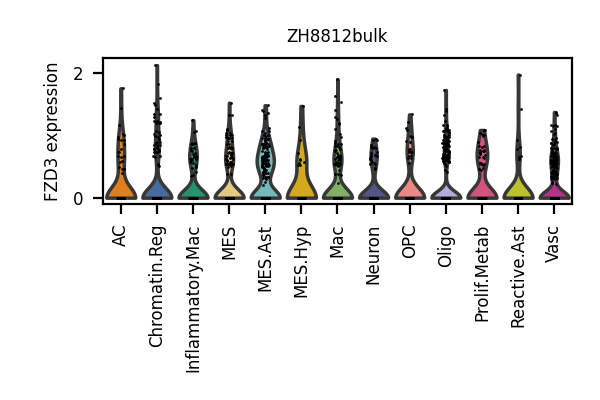 ZH8812bulk
FZD3 expression
2
0
AC
Chromatin.Reg
Inflammatory.Mac
MES
MES.Ast
MES.Hyp
Mac
Neuron
OPC
Oligo
Prolif.Metab
Reactive.Ast
Vasc